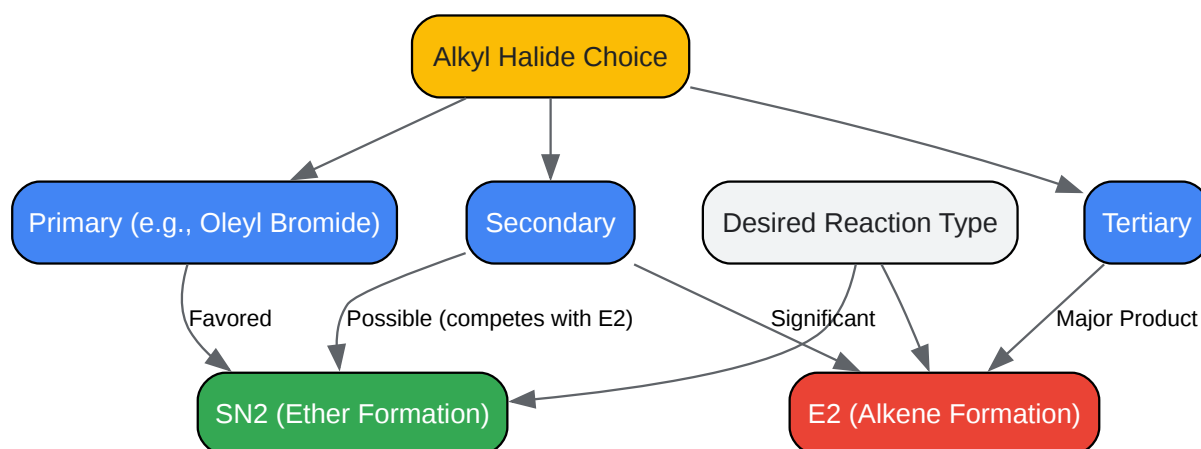 Alkyl Halide Choice
Primary (e.g., Oleyl Bromide)
Secondary
Desired Reaction Type
Tertiary
Favored
Possible (competes with E2)
Significant
Major Product
SN2 (Ether Formation)
E2 (Alkene Formation)